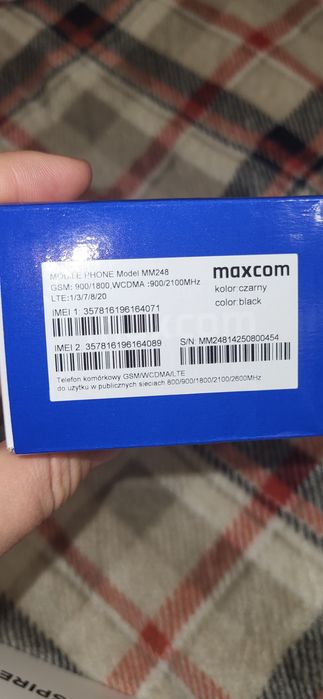 MOBILE PHONE Model MM248
GSM: 900/1800,WCDMA :900/2100MHz
LTE:1/3/7/8/20
maxcom
kolor:czarny
color:black
IMEI 1: 357816196164071
IMEI 2: 357816196164089
S/N: MM24814250800454
Telefon komórkowy GSM/WCDMA/LTE
do użytku w publicznych sieciach 800/900/1800/2100/2600MHz
SPIRE